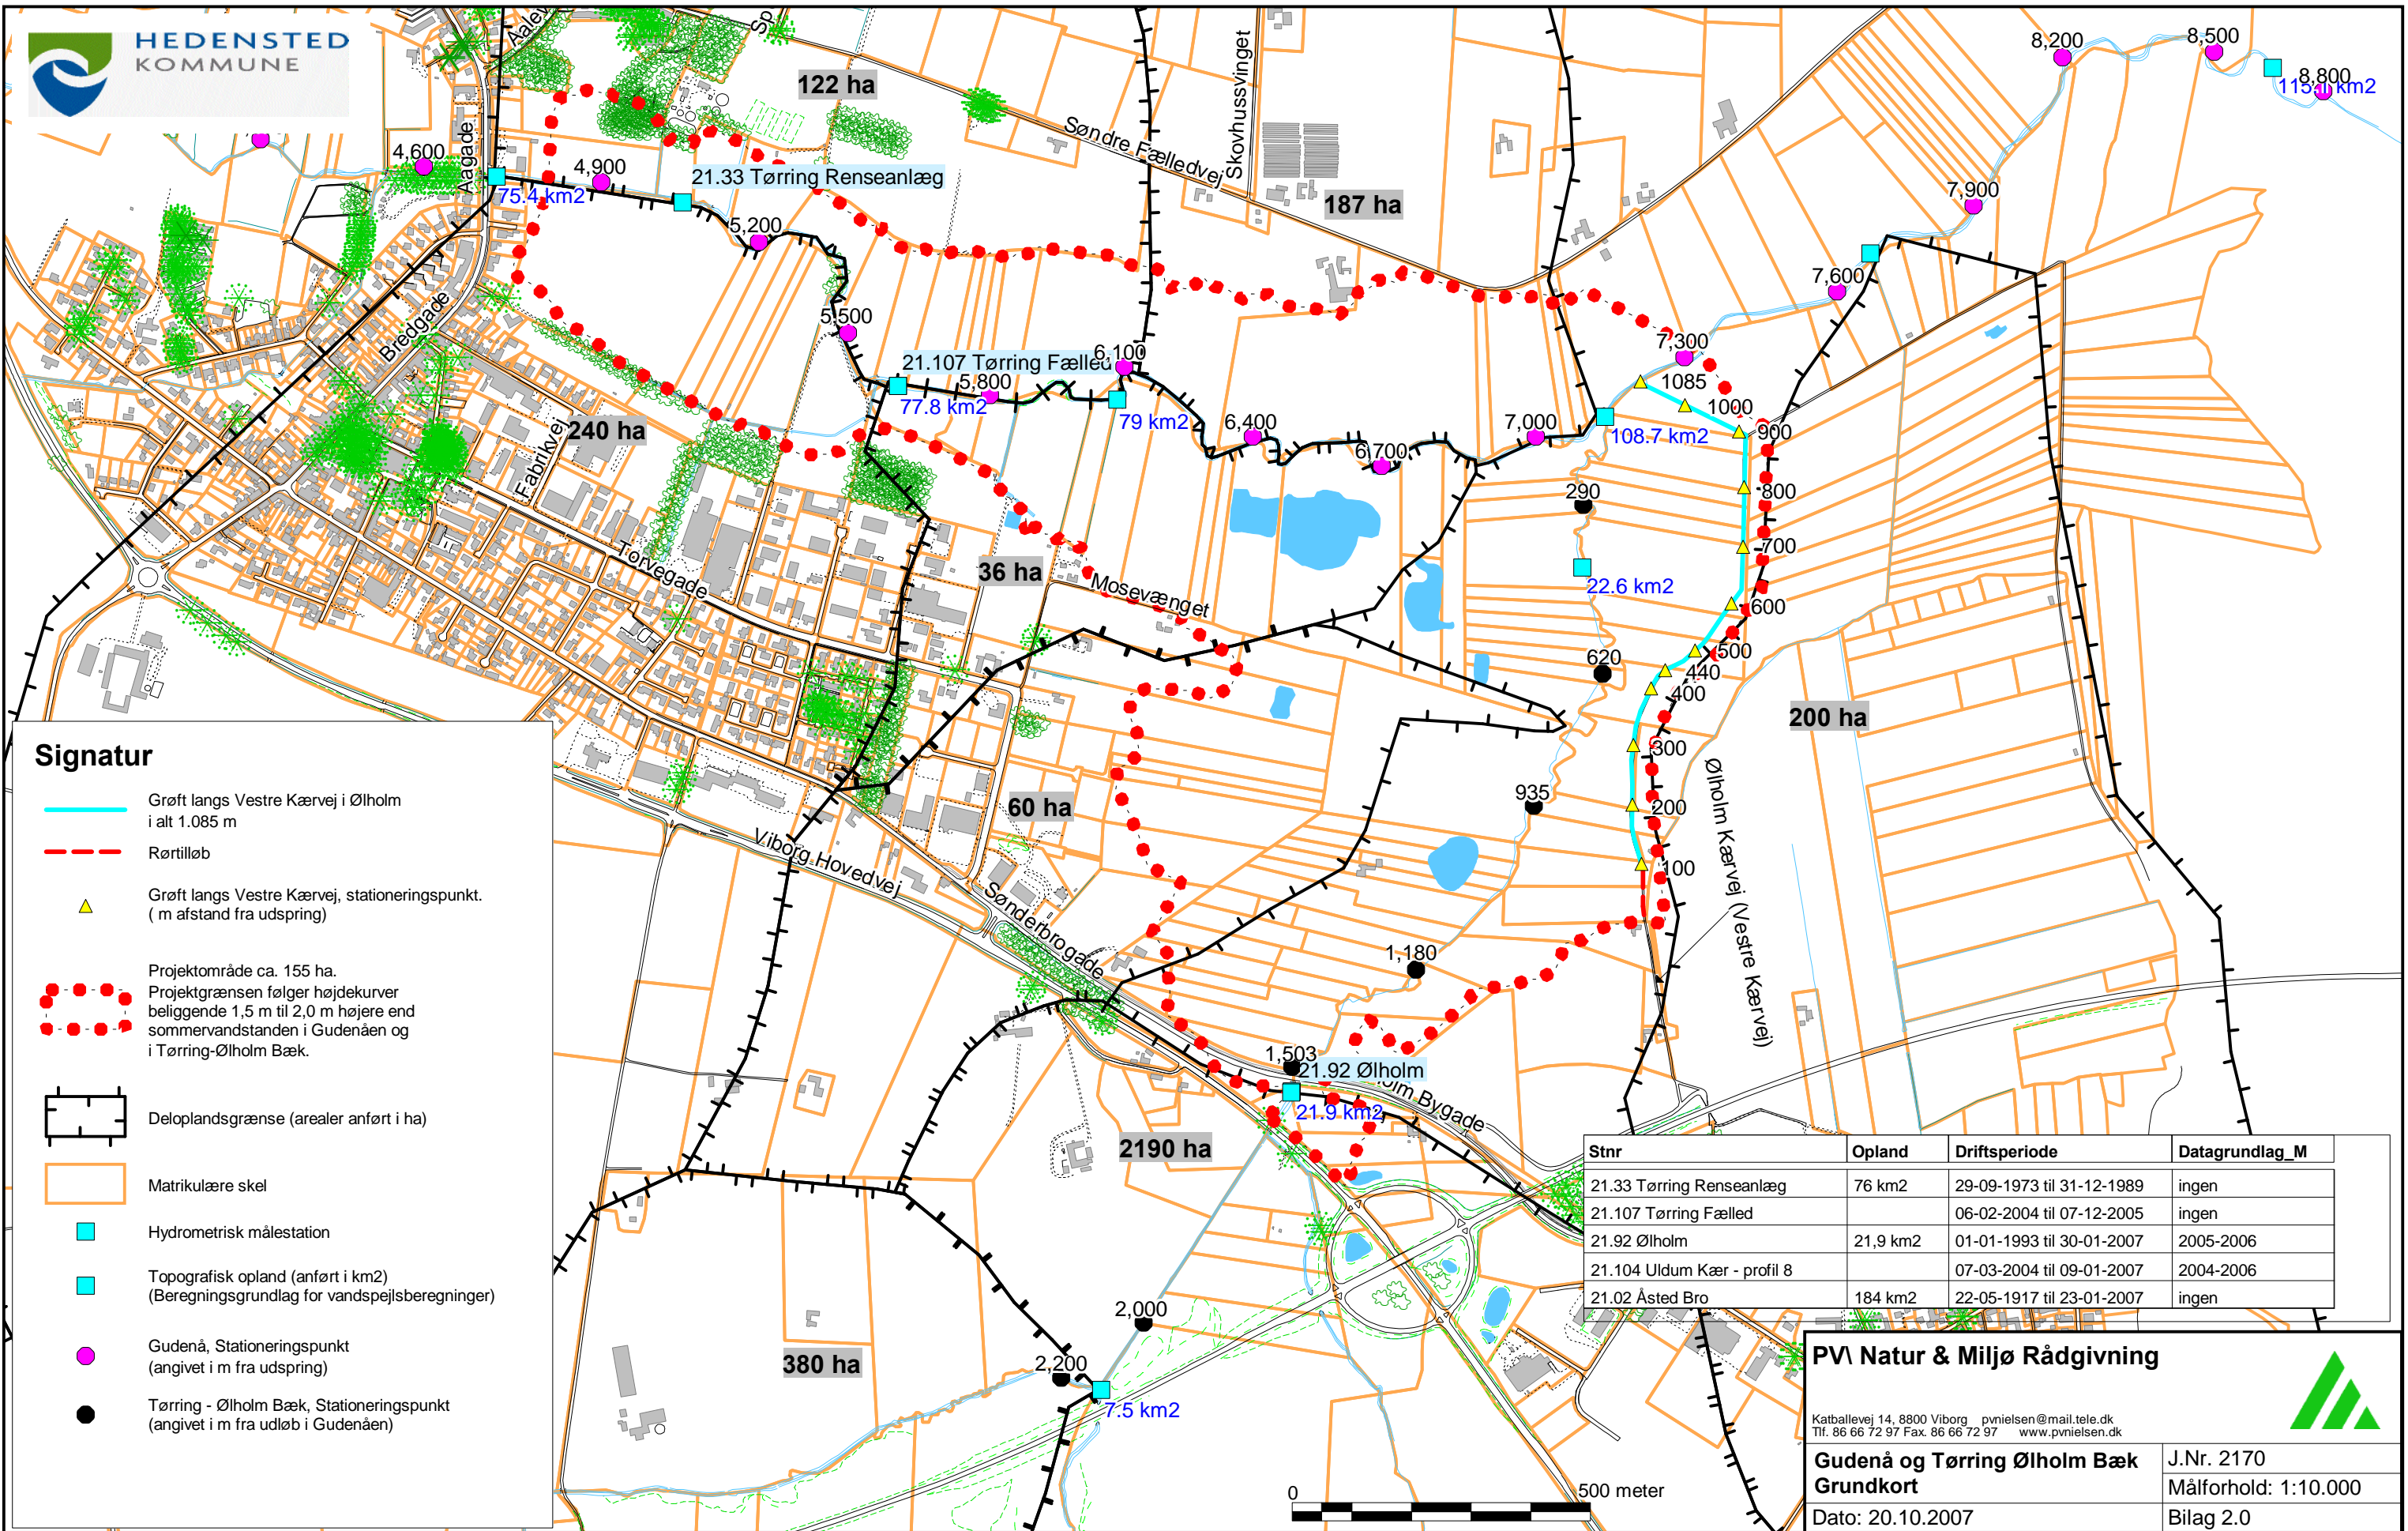 HEDENSTED
KOMMUNE
Aagade
Bredgade
Fabrikvej
Torvegade
Viborg Hovedvej
Sønderbrogade
Mosevænget
Søndre Fælledvej
Skovhussvinget
Ølholm Kærvej (Vestre Kærvej)
Bygade
122 ha
187 ha
240 ha
36 ha
60 ha
200 ha
2190 ha
380 ha
4,600
4,900
5,200
5,500
5,800
6,100
6,400
6,700
7,000
7,300
7,600
7,900
8,200
8,500
8,800
75.4 km2
21.33 Tørring Renseanlæg
21.107 Tørring Fælled
77.8 km2
79 km2
108.7 km2
22.6 km2
21.92 Ølholm
21.9 km2
7.5 km2
290
620
935
1,180
1,503
2,000
2,200
1085
1000
900
800
700
600
500
440
400
300
200
100
Signatur
Grøft langs Vestre Kærvej i Ølholm
i alt 1.085 m
Rørtilløb
Grøft langs Vestre Kærvej, stationeringspunkt.
( m afstand fra udspring)
Projektområde ca. 155 ha.
Projektgrænsen følger højdekurver
beliggende 1,5 m til 2,0 m højere end
sommervandstanden i Gudenåen og
i Tørring-Ølholm Bæk.
Deloplandsgrænse (arealer anført i ha)
Matrikulære skel
Hydrometrisk målestation
Topografisk opland (anført i km2)
(Beregningsgrundlag for vandspejlsberegninger)
Gudenå, Stationeringspunkt
(angivet i m fra udspring)
Tørring - Ølholm Bæk, Stationeringspunkt
(angivet i m fra udløb i Gudenåen)
Stnr Opland Driftsperiode Datagrundlag_M
21.33 Tørring Renseanlæg 76 km2 29-09-1973 til 31-12-1989 ingen
21.107 Tørring Fælled 06-02-2004 til 07-12-2005 ingen
21.92 Ølholm 21,9 km2 01-01-1993 til 30-01-2007 2005-2006
21.104 Uldum Kær - profil 8 07-03-2004 til 09-01-2007 2004-2006
21.02 Åsted Bro 184 km2 22-05-1917 til 23-01-2007 ingen
0 500 meter
PV\ Natur & Miljø Rådgivning
Katballevej 14, 8800 Viborg pvnielsen@mail.tele.dk
Tlf. 86 66 72 97 Fax. 86 66 72 97 www.pvnielsen.dk
Gudenå og Tørring Ølholm Bæk
Grundkort
J.Nr. 2170
Målforhold: 1:10.000
Dato: 20.10.2007
Bilag 2.0